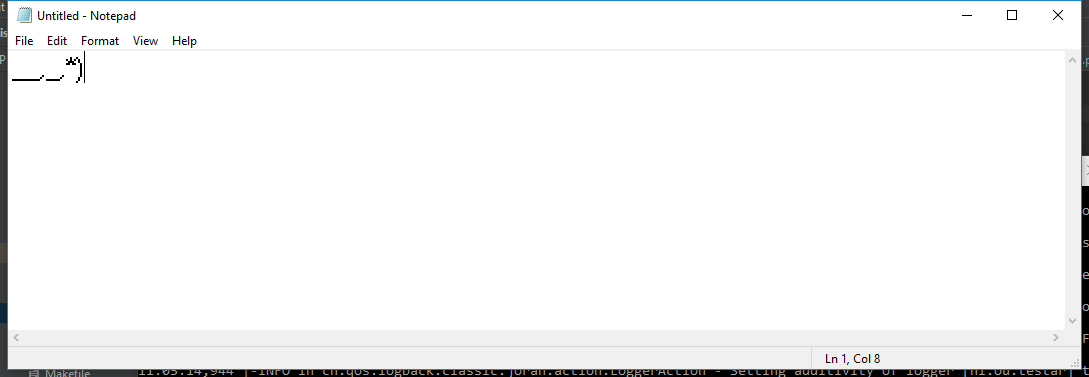 Untitled - Notepad
File Edit Format View Help
__,_,*)
Ln 1, Col 8
Makefile
11:05:14,944 |-INFO in ch.qos.logback.classic.joran.action.LoggerAction - Setting additivity of logger [nl.ou.testar]